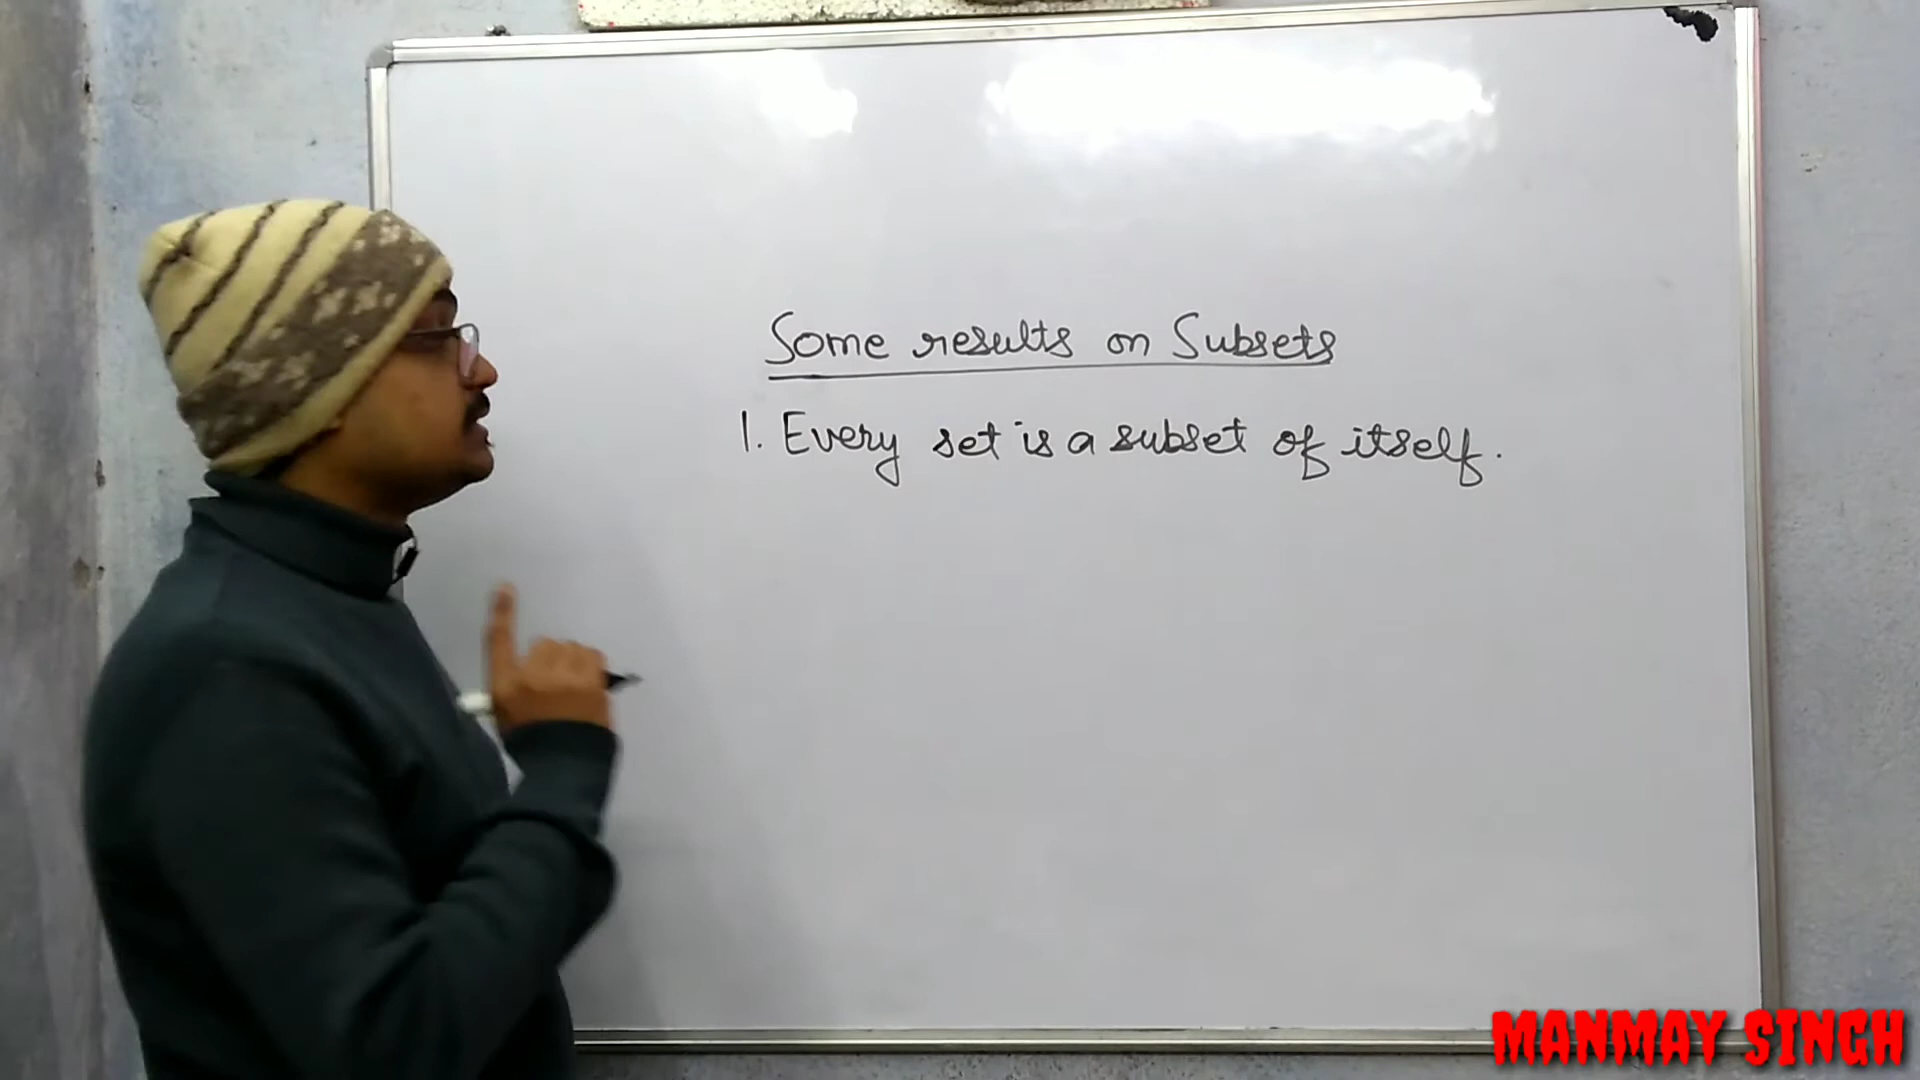 Some results on Subsets
1. Every set is a subset of itself.
MANMAY SINGH